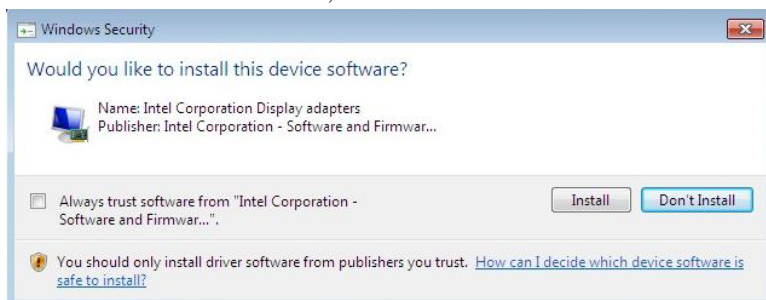 Windows Security
Would you like to install this device software?
Name: Intel Corporation Display adapters
Publisher: Intel Corporation - Software and Firmwar...
Always trust software from "Intel Corporation -
Software and Firmwar...".
Install
Don't Install
You should only install driver software from publishers you trust. How can I decide which device software is
safe to install?